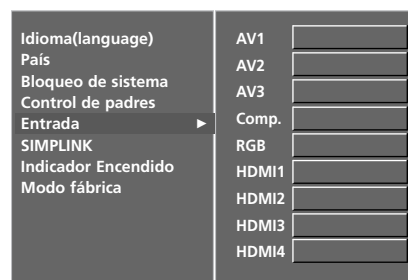 Idioma(language)
País
Bloqueo de sistema
Control de padres
Entrada ►
SIMPLINK
Indicador Encendido
Modo fábrica
AV1
AV2
AV3
Comp.
RGB
HDMI1
HDMI2
HDMI3
HDMI4